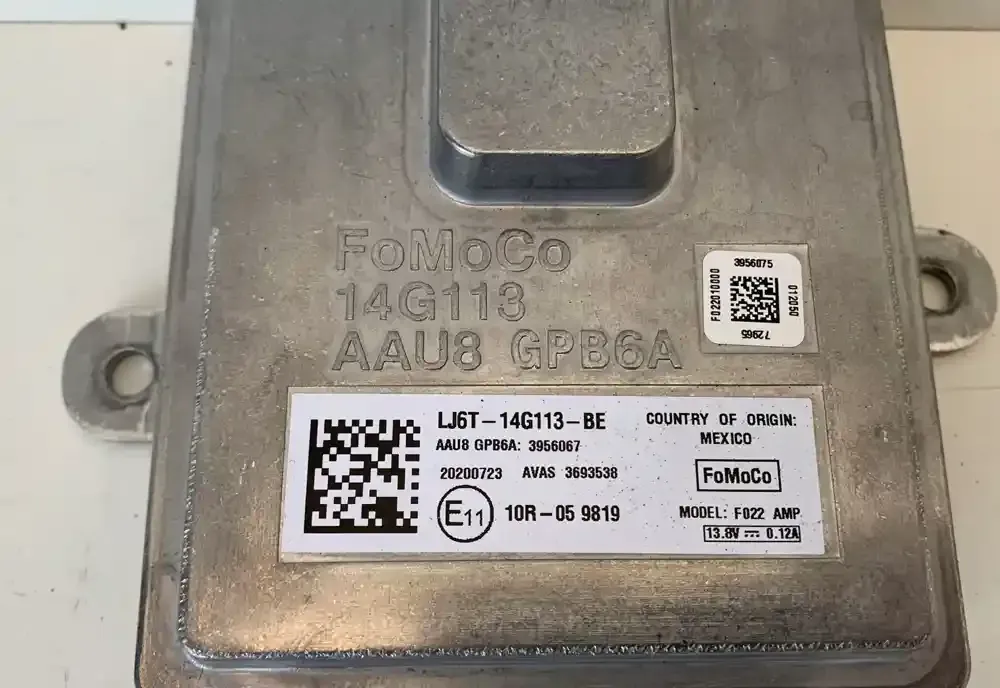 FoMoCo
14G113
AAU8 GPB6A
3956075
F022010000
012050
72965
LJ6T-14G113-BE
AAU8 GPB6A: 3956067
20200723 AVAS 3693538
E11 10R-05 9819
COUNTRY OF ORIGIN:
MEXICO
FoMoCo
MODEL: F022 AMP
13.8V ⎓ 0.12A